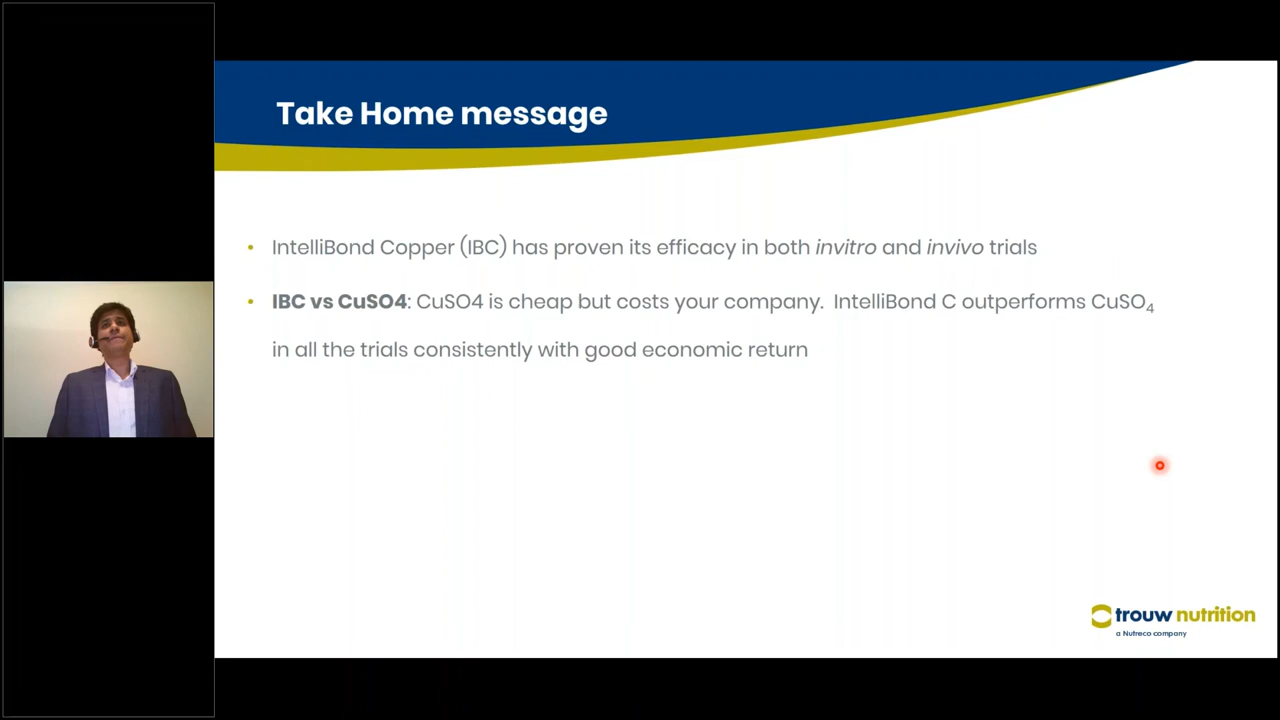 Take Home message
• IntelliBond Copper (IBC) has proven its efficacy in both invitro and invivo trials
• IBC vs CuSO4: CuSO4 is cheap but costs your company.  IntelliBond C outperforms CuSO₄
in all the trials consistently with good economic return
trouw nutrition
a Nutreco company